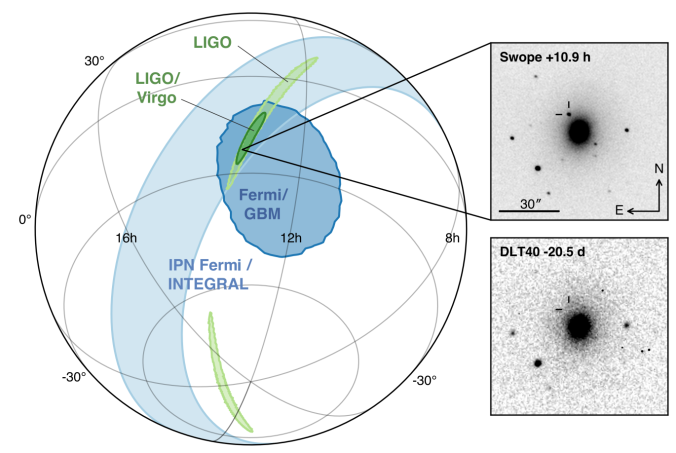 LIGO
30°
LIGO/
Virgo
Fermi/
GBM
0°
16h
12h
8h
IPN Fermi /
INTEGRAL
-30°
-30°
Swope +10.9 h
N
30″
E
DLT40 -20.5 d